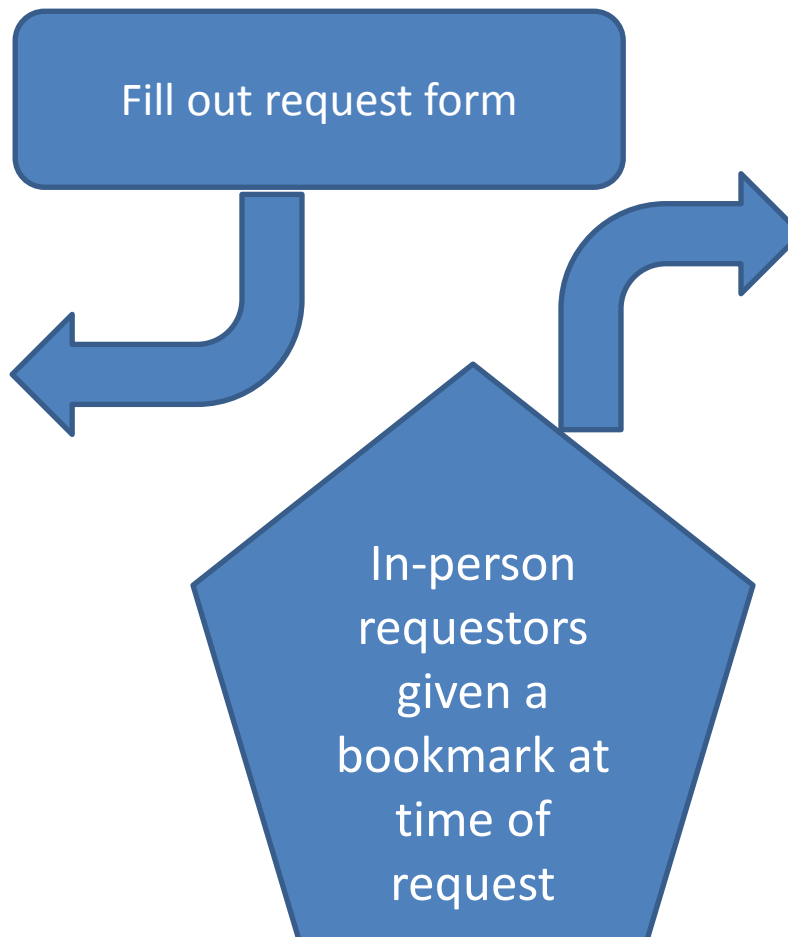 Fill out request form
In-person
requestors
given a
bookmark at
time of
request